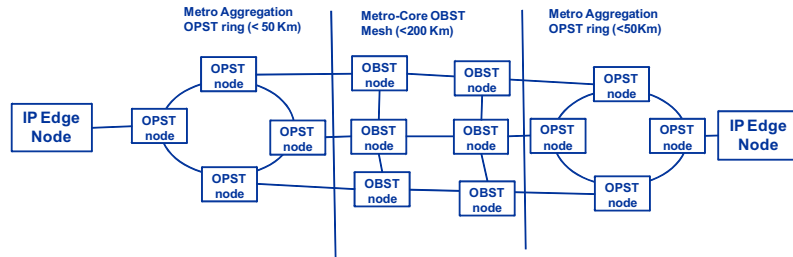 Metro Aggregation
OPST ring (< 50 Km)
Metro-Core OBST
Mesh (<200 Km)
Metro Aggregation
OPST ring (<50Km)
OPST
node
OBST
node
OBST
node
OPST
node
IP Edge
Node
OPST
node
OPST
node
OBST
node
OBST
node
OPST
node
OPST
node
IP Edge
Node
OPST
node
OBST
node
OBST
node
OPST
node